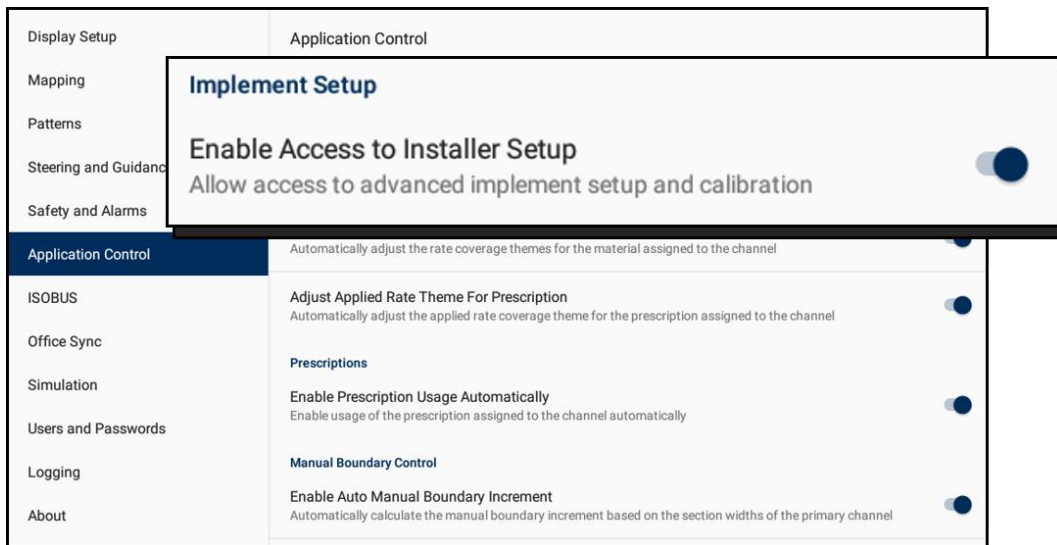 Display Setup
Mapping
Patterns
Steering and Guidanc
Safety and Alarms
Application Control
ISOBUS
Office Sync
Simulation
Users and Passwords
Logging
About
Application Control
Implement Setup
Enable Access to Installer Setup
Allow access to advanced implement setup and calibration
Automatically adjust the rate coverage themes for the material assigned to the channel
Adjust Applied Rate Theme For Prescription
Automatically adjust the applied rate coverage theme for the prescription assigned to the channel
Prescriptions
Enable Prescription Usage Automatically
Enable usage of the prescription assigned to the channel automatically
Manual Boundary Control
Enable Auto Manual Boundary Increment
Automatically calculate the manual boundary increment based on the section widths of the primary channel